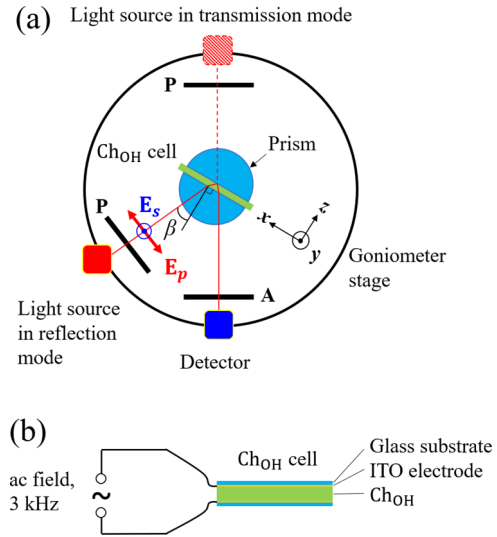 (a)
Light source in transmission mode
P
Ch_OH cell
Prism
P
E_s
β
E_p
x
z
y
Goniometer
stage
A
Light source
in reflection
mode
Detector
(b)
Ch_OH cell
Glass substrate
ITO electrode
Ch_OH
ac field,
3 kHz
~